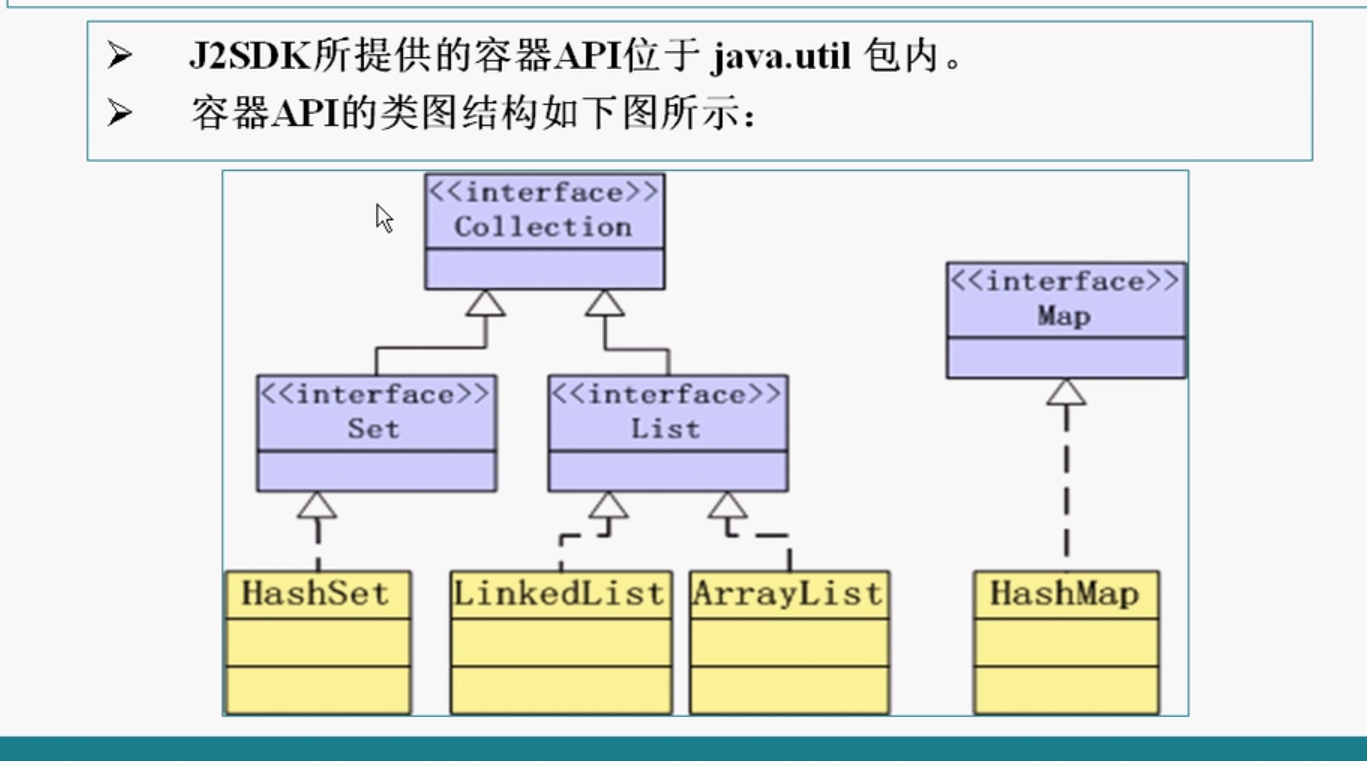 ➢ J2SDK所提供的容器API位于 java.util 包内。
➢ 容器API的类图结构如下图所示：
<<interface>>
Collection
<<interface>>
Map
<<interface>>
Set
<<interface>>
List
HashSet
LinkedList
ArrayList
HashMap